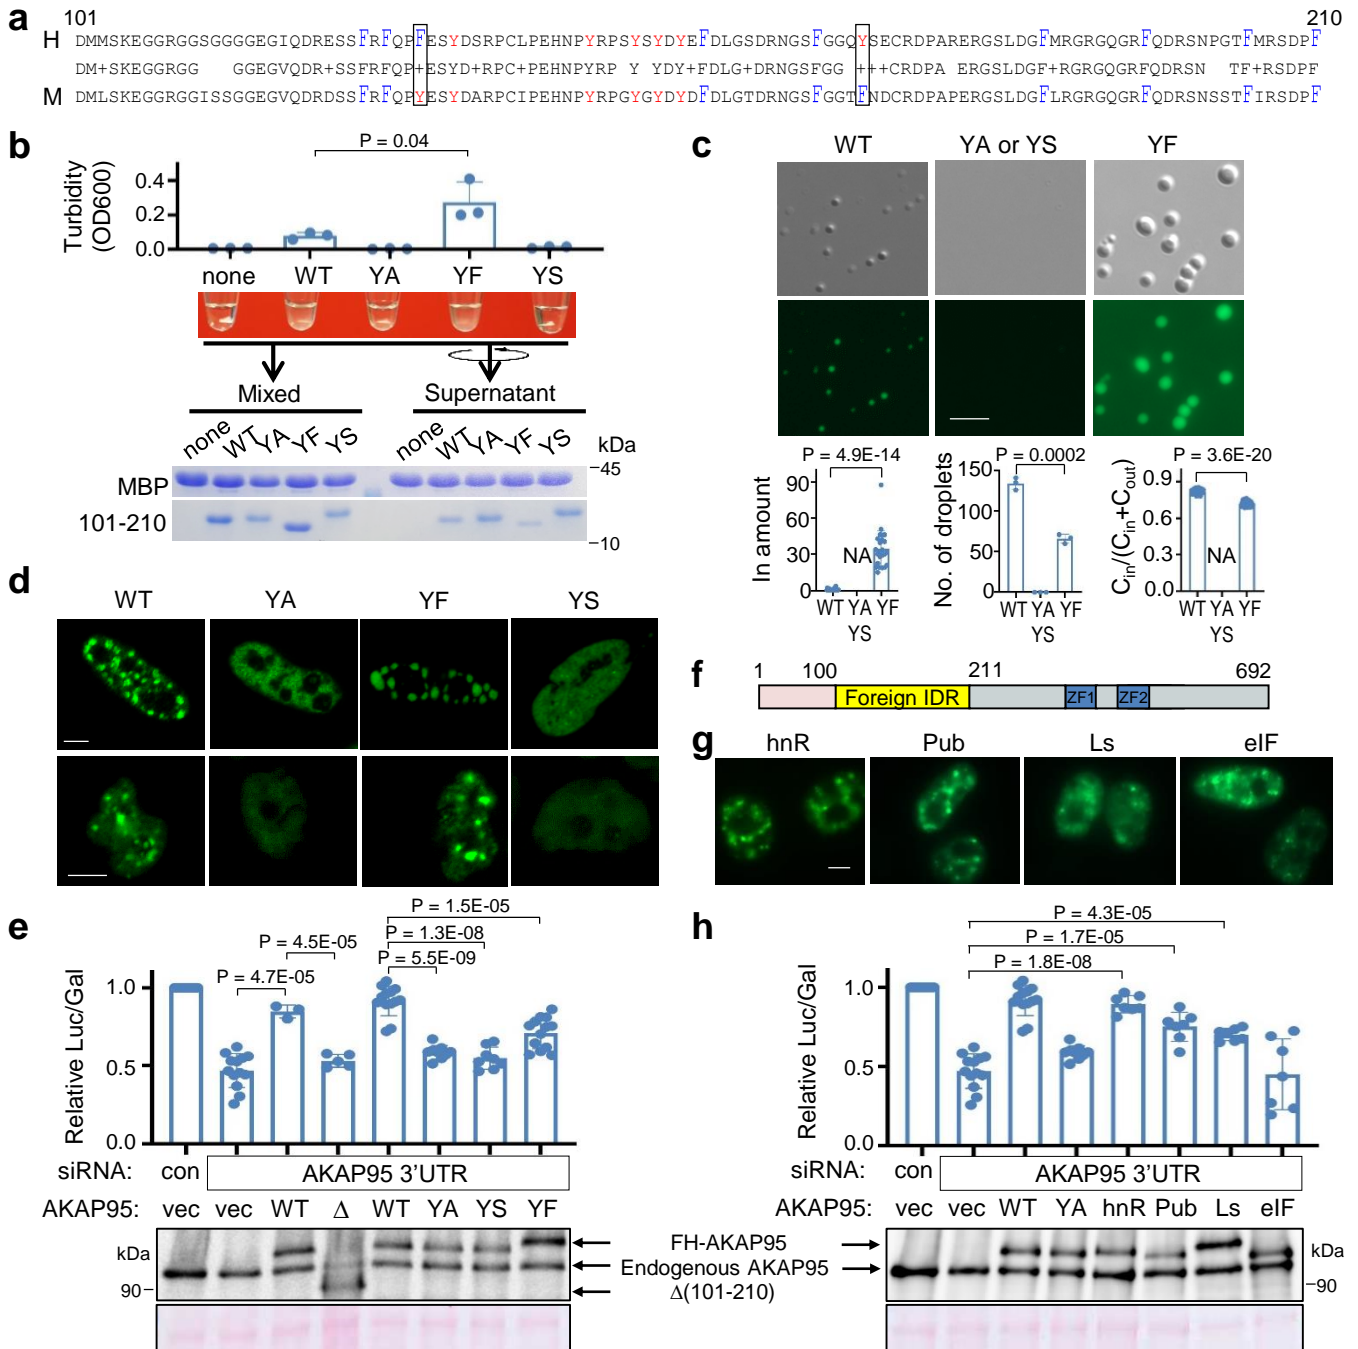 a
101 210
H DMMSKEGGRGGSGGGGEGIQDRESSFRFQPFESYDSRPCLPEHNPYRPSYSYDYEFDLGSDRNGSFGGQYSECRDPARERGSLDGFMRGRGQGRFQDRSNPGTFMRSDPF
DM+SKEGGRGG GGEGVQDR+SSFRFQP+ESYD+RPC+PEHNPYRP Y YDY+FDLG+DRNGSFGG +++CRDPA ERGSLDGF+RGRGQGRFQDRSN TF+RSDPF
M DMLSKEGGRGGISSGGEGVQDRDSSFRFQPYESYDARPCIPEHNPYRPGYGYDYDFDLGTDRNGSFGGTFNDCRDPAPERGSLDGFLRGRGQGRFQDRSNSSTFIRSDPF
b
P = 0.04
Turbidity
(OD600)
0.4
0.2
0.0
none WT YA YF YS
Mixed Supernatant
none WT YA YF YS none WT YA YF YS kDa
MBP 45
101-210
10
c
WT YA or YS YF
P = 4.9E-14 P = 0.0002 P = 3.6E-20
In amount
90
60
30
0
NA
WT YA YF
YS
No. of droplets
150
100
50
0
WT YA YF
YS
Cin/(Cin+Cout)
0.9
0.6
0.3
0.0
NA
WT YA YF
YS
d
WT YA YF YS
e
P = 1.5E-05
P = 4.5E-05 P = 1.3E-08
P = 4.7E-05 P = 5.5E-09
Relative Luc/Gal
1.0
0.5
0.0
siRNA: con AKAP95 3'UTR
AKAP95: vec vec WT Δ WT YA YS YF
kDa
90
FH-AKAP95
Endogenous AKAP95
Δ(101-210)
f
1 100 211 692
Foreign IDR ZF1 ZF2
g
hnR Pub Ls eIF
h
P = 4.3E-05
P = 1.7E-05
P = 1.8E-08
Relative Luc/Gal
1.0
0.5
0.0
siRNA: con AKAP95 3'UTR
AKAP95: vec vec WT YA hnR Pub Ls eIF
kDa
90